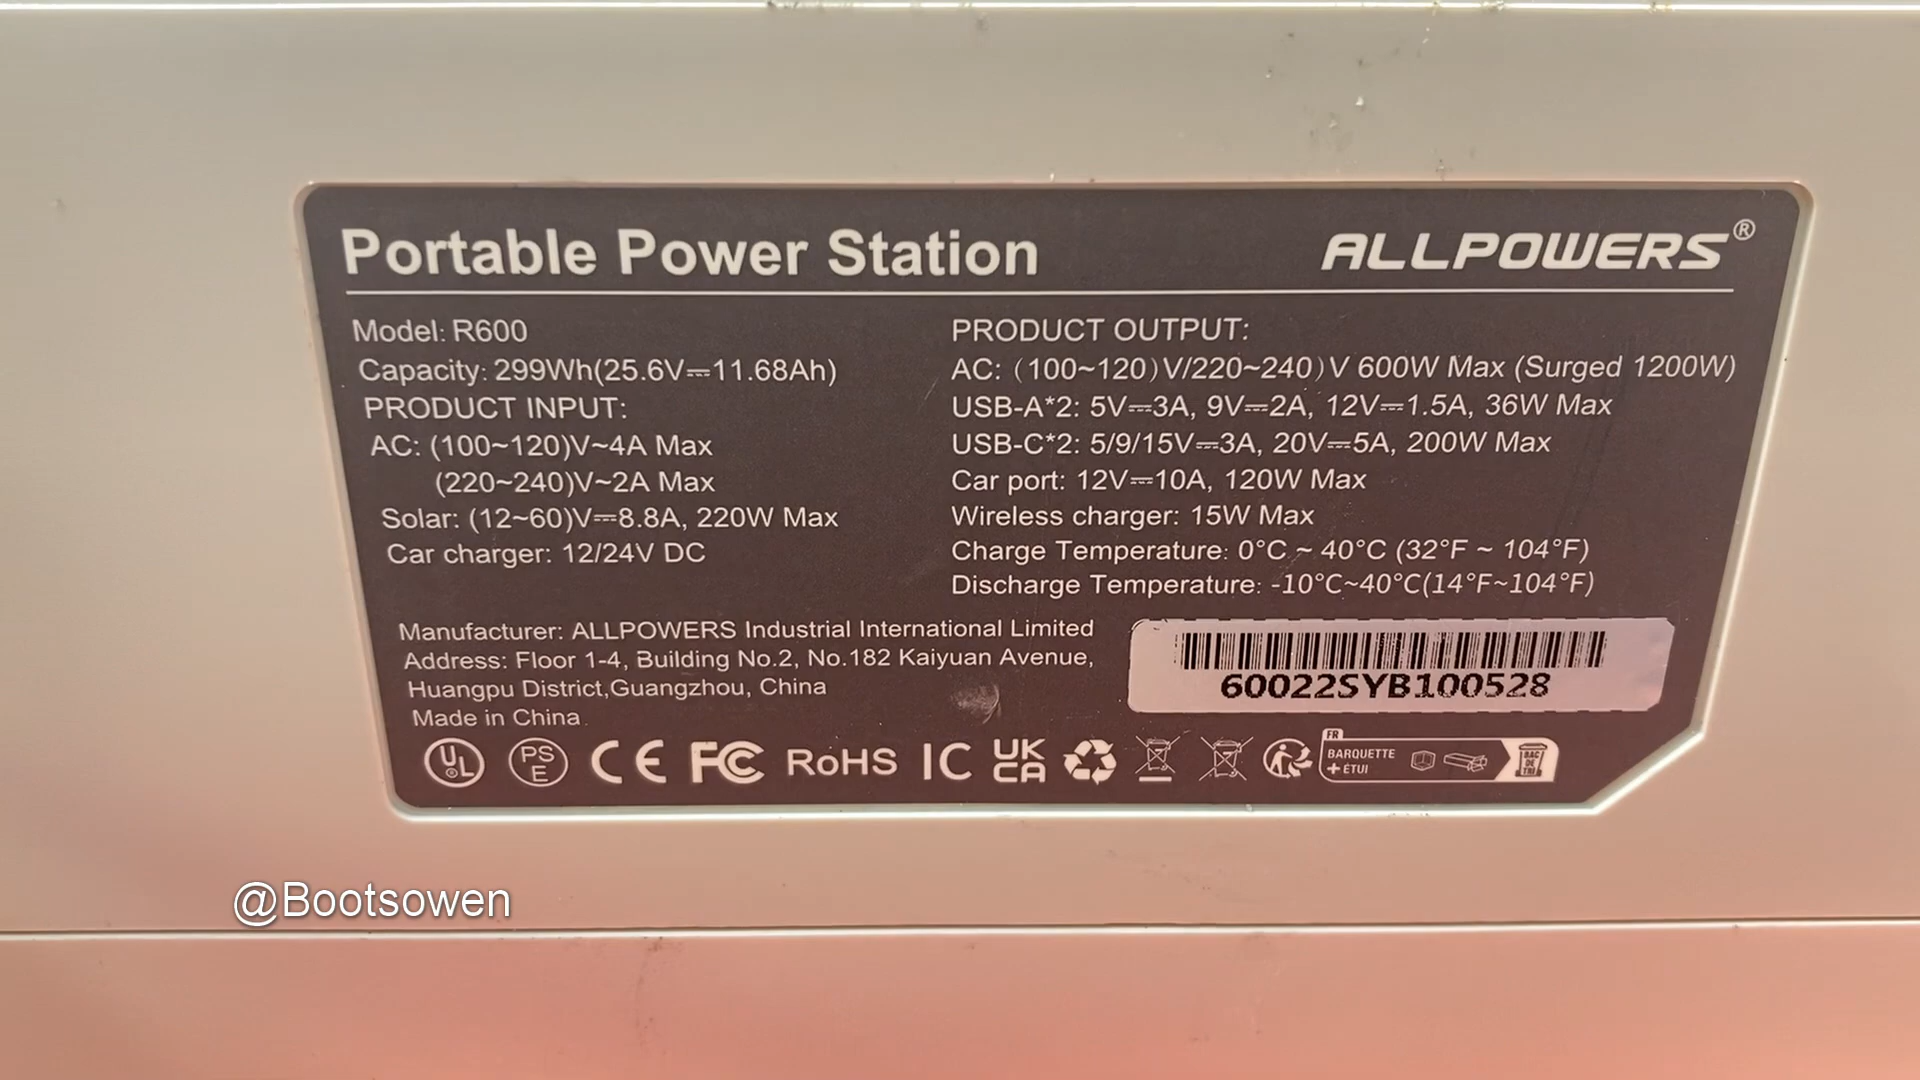 Portable Power Station
ALLPOWERS®
Model: R600
Capacity: 299Wh(25.6V⎓11.68Ah)
PRODUCT INPUT:
AC: (100~120)V~4A Max
(220~240)V~2A Max
Solar: (12~60)V⎓8.8A, 220W Max
Car charger: 12/24V DC
PRODUCT OUTPUT:
AC: (100~120)V/220~240)V 600W Max (Surged 1200W)
USB-A*2: 5V⎓3A, 9V⎓2A, 12V⎓1.5A, 36W Max
USB-C*2: 5/9/15V⎓3A, 20V⎓5A, 200W Max
Car port: 12V⎓10A, 120W Max
Wireless charger: 15W Max
Charge Temperature: 0°C ~ 40°C (32°F ~ 104°F)
Discharge Temperature: -10°C~40°C(14°F~104°F)
Manufacturer: ALLPOWERS Industrial International Limited
Address: Floor 1-4, Building No.2, No.182 Kaiyuan Avenue,
Huangpu District,Guangzhou, China
Made in China
60022SYB100528
UL PSE CE FC RoHS IC UKCA
FR
BARQUETTE
+ ÉTUI
BAC
DE
TRI
@Bootsowen